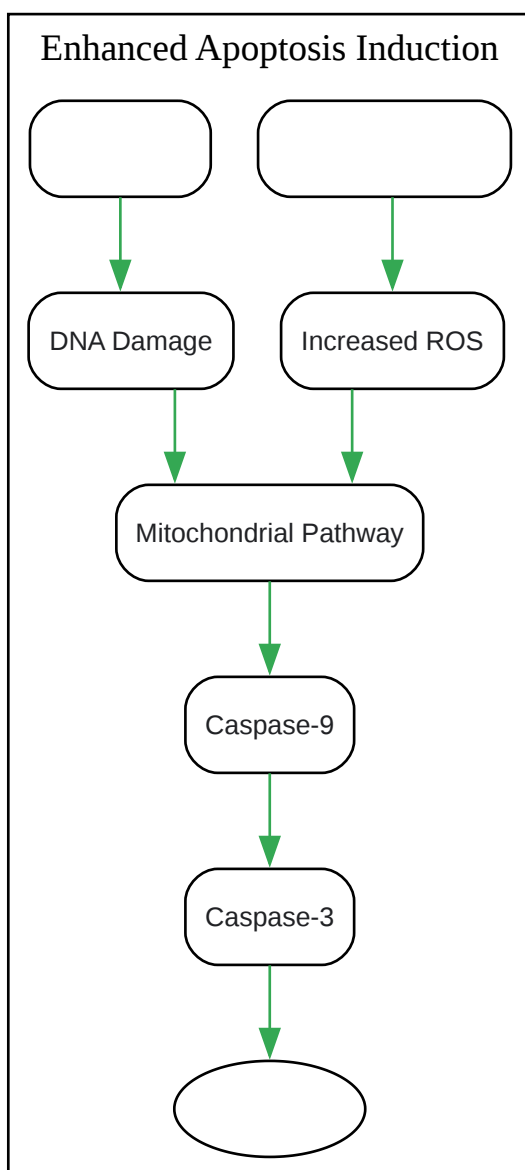 Enhanced Apoptosis Induction
DNA Damage
Increased ROS
Mitochondrial Pathway
Caspase-9
Caspase-3